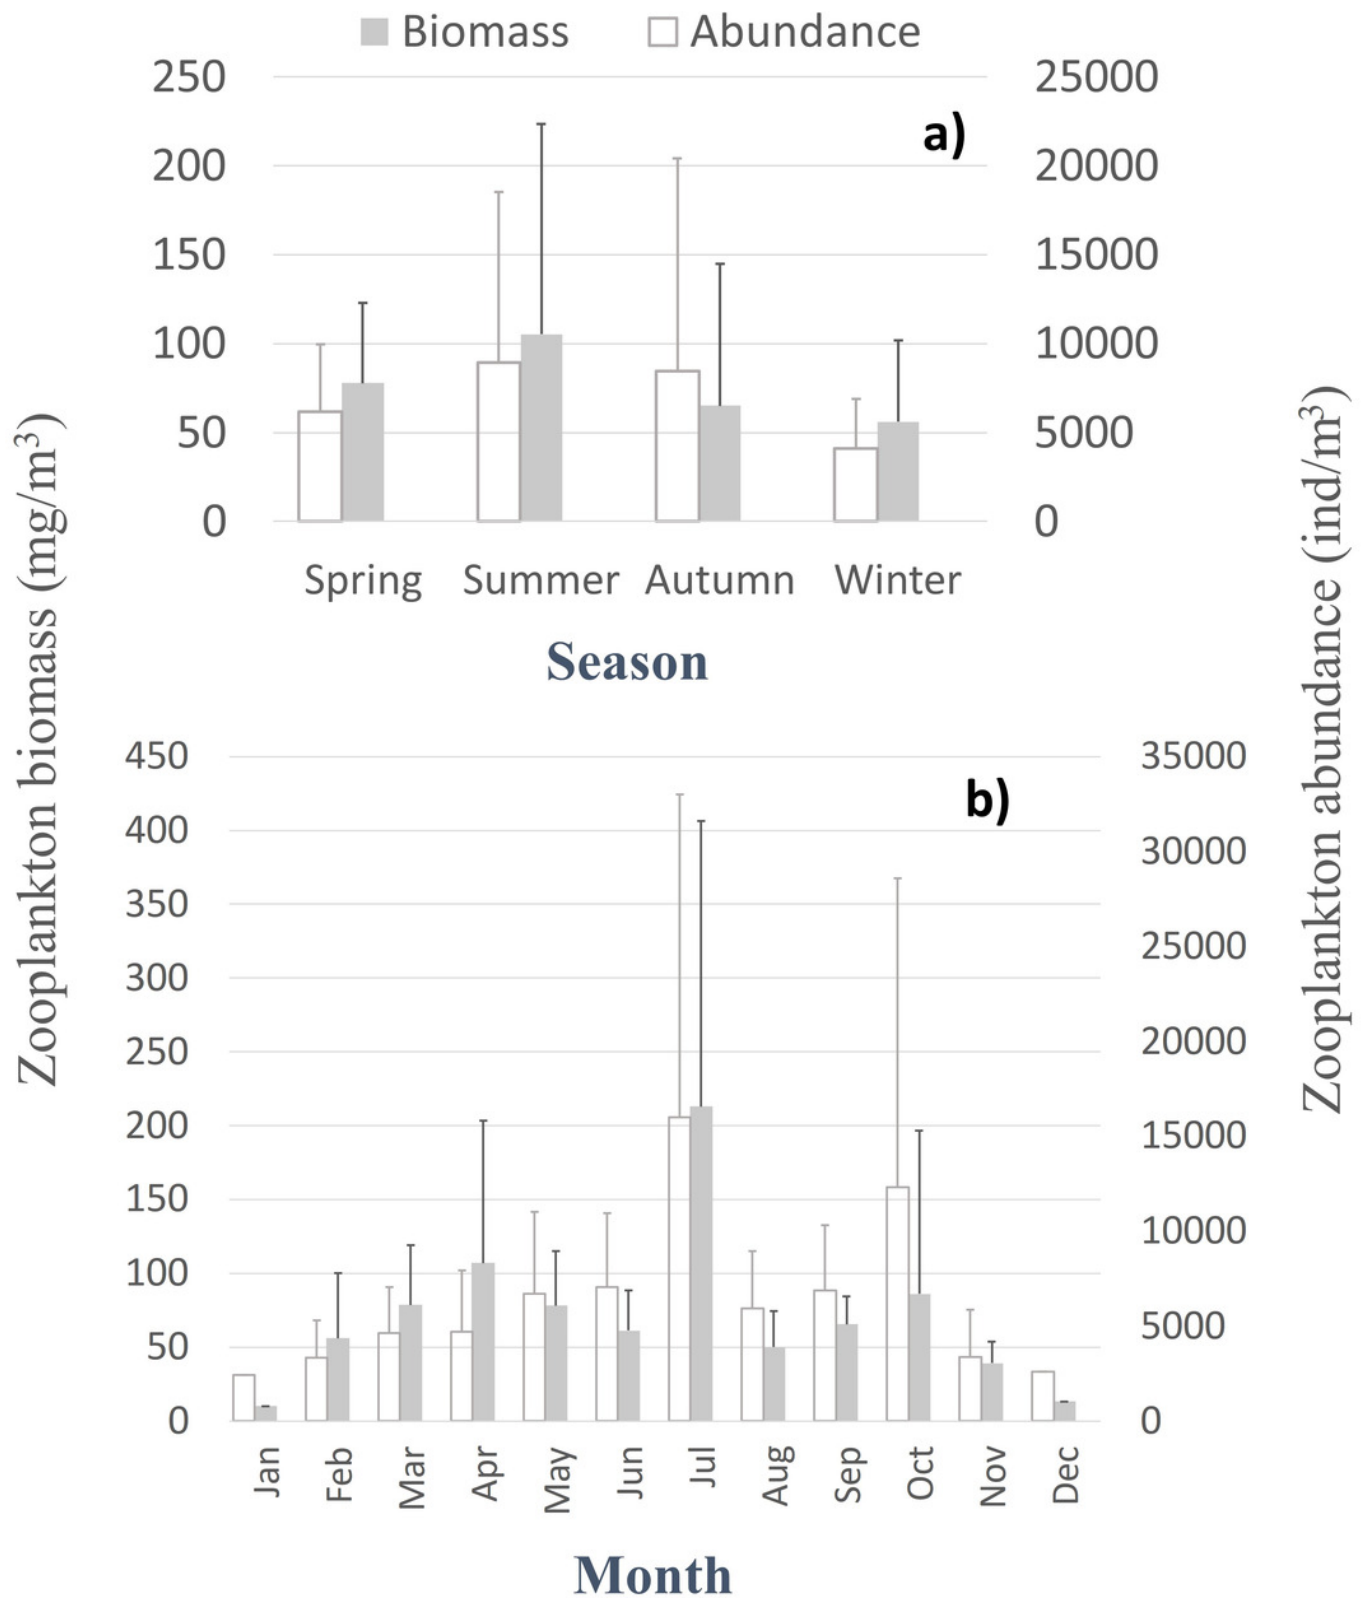 Biomass Abundance
250 25000
a)
200 20000
150 15000
100 10000
50 5000
0 0
Spring Summer Autumn Winter
Season
Zooplankton biomass (mg/m³)
Zooplankton abundance (ind/m³)
450 35000
b)
400
30000
350
25000
300
250 20000
200 15000
150
10000
100
5000
50
0 0
Jan Feb Mar Apr May Jun Jul Aug Sep Oct Nov Dec
Month